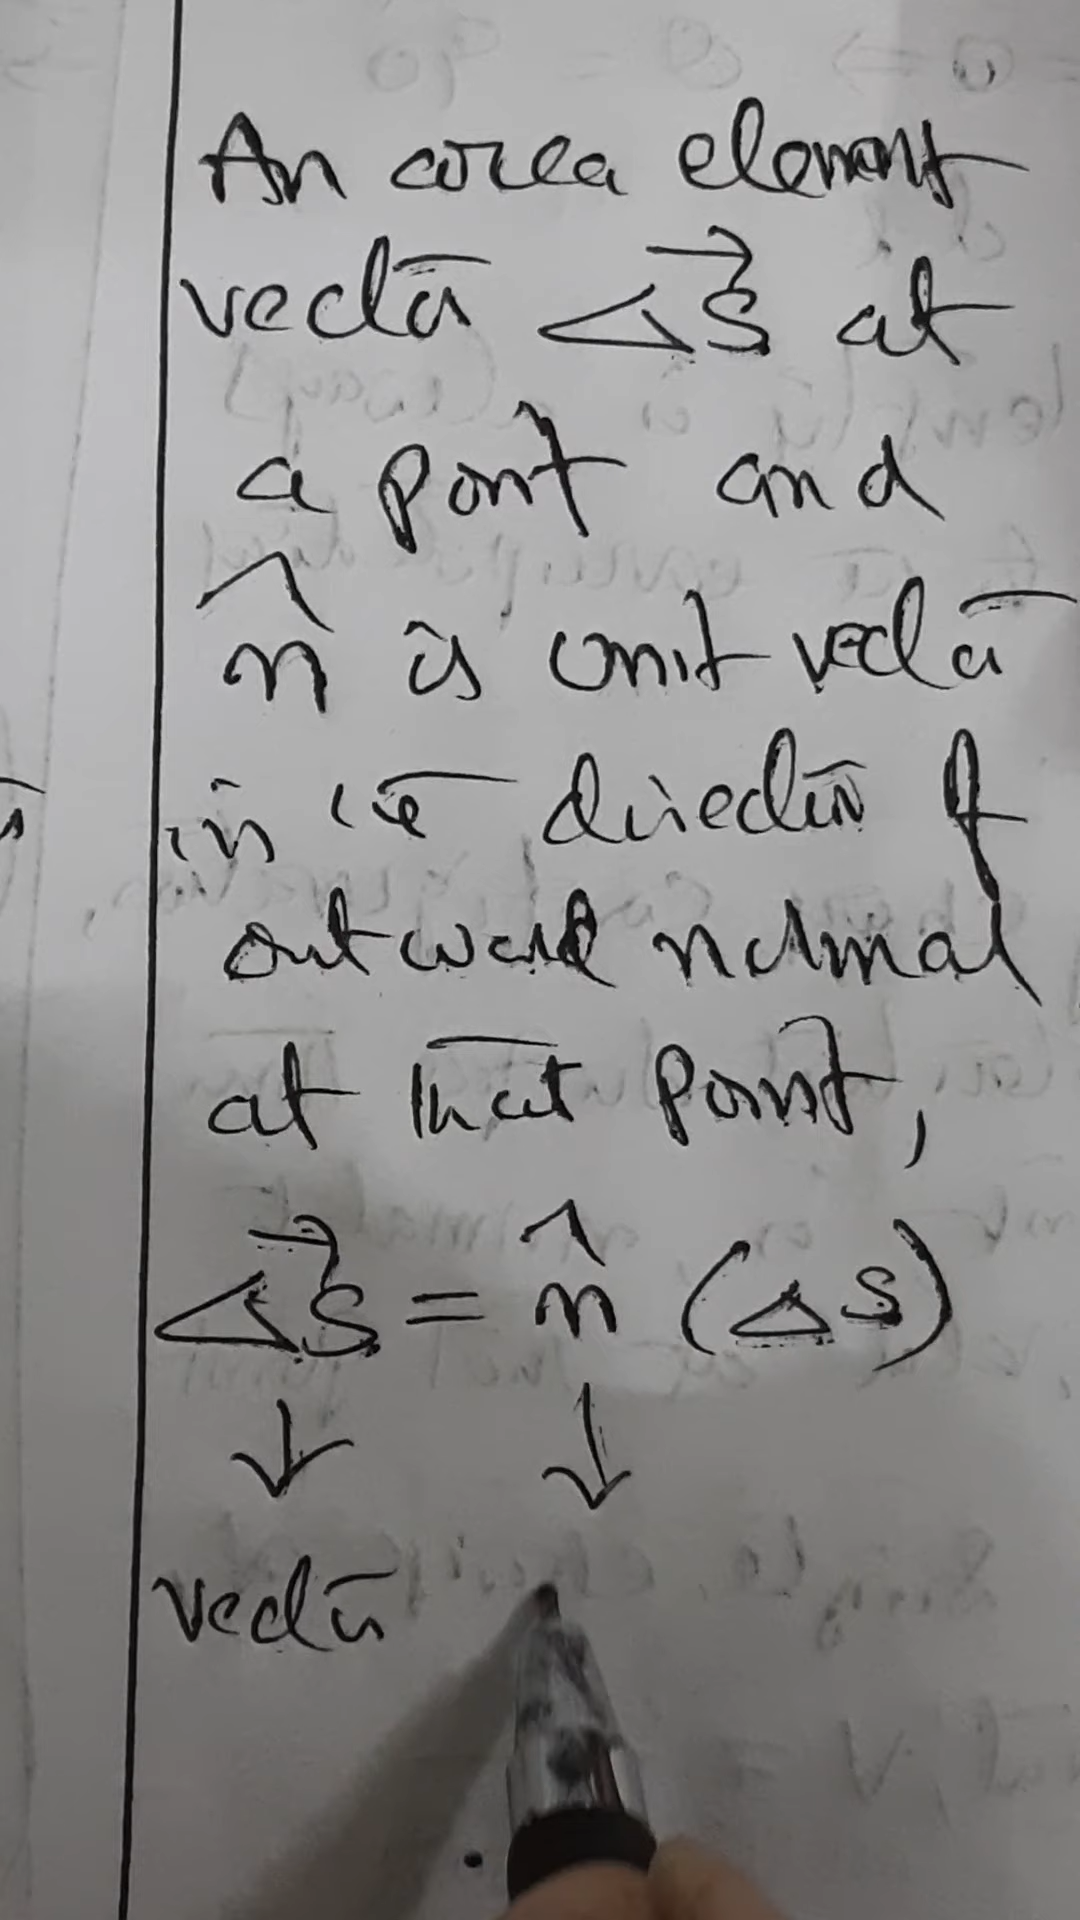 An area element
vector ΔS⃗ at
a point and
n̂ is unit vector
in the direction of
outward normal
at that point,
ΔS⃗ = n̂ (ΔS)
↓ ↓
vector